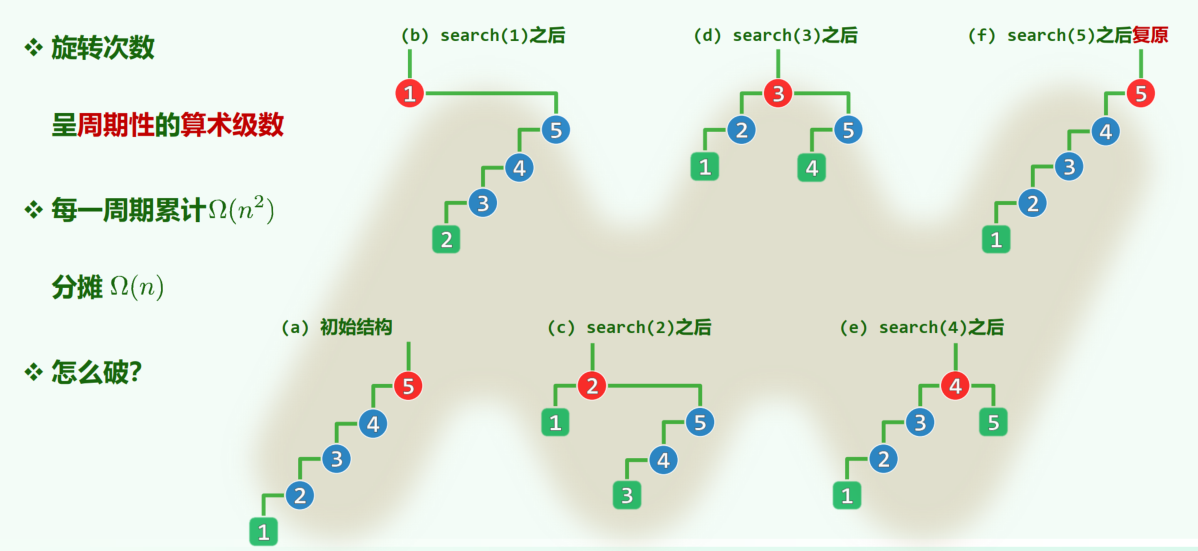 ❖ 旋转次数
呈周期性的算术级数
❖ 每一周期累计Ω(n²)
分摊 Ω(n)
❖ 怎么破?
(b) search(1)之后
1
5
4
3
2
(d) search(3)之后
3
2
5
1
4
(f) search(5)之后复原
5
4
3
2
1
(a) 初始结构
5
4
3
2
1
(c) search(2)之后
2
1
5
4
3
(e) search(4)之后
4
3
5
2
1